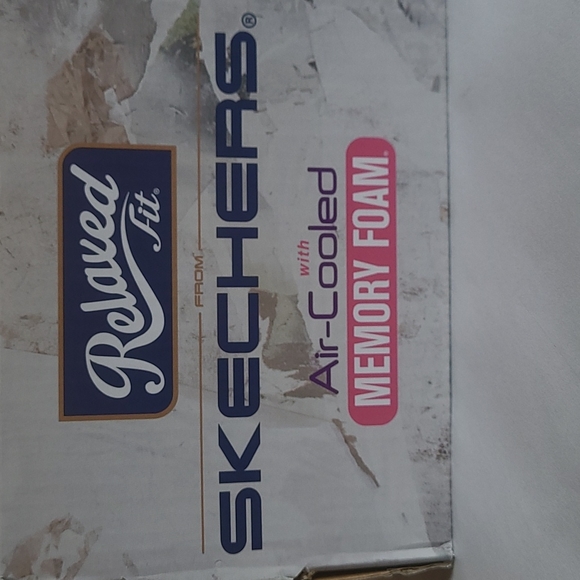 Relaxed
Fit®
FROM
SKECHERS®
with
Air-Cooled
MEMORY FOAM®